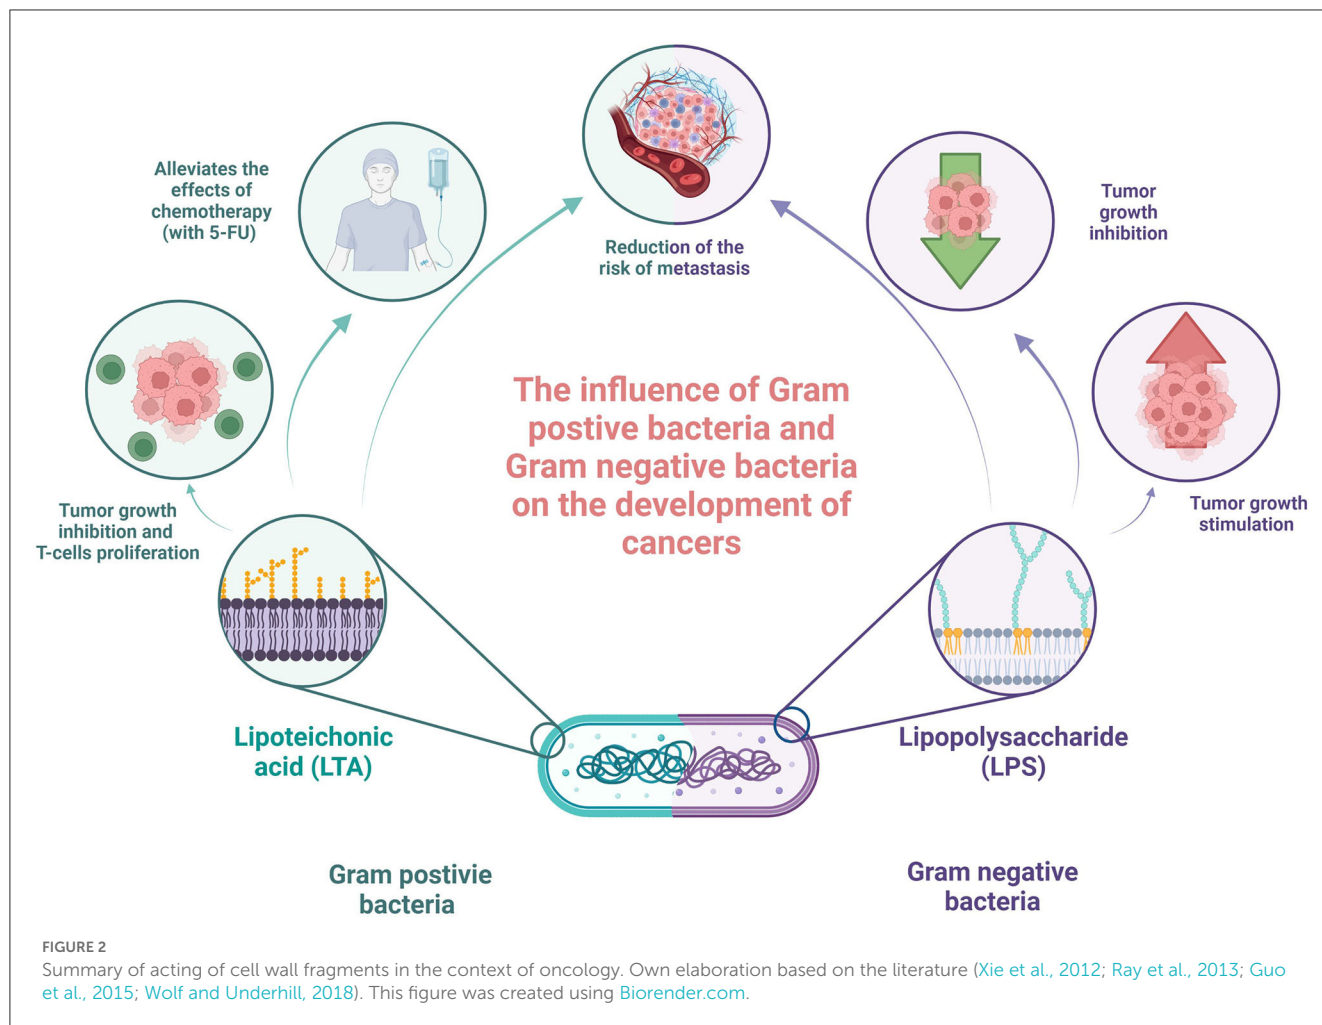 Alleviates the
effects of
chemotherapy
(with 5-FU)
Reduction of the
risk of metastasis
Tumor
growth
inhibition
Tumor growth
inhibition and
T-cells proliferation
The influence of Gram
postive bacteria and
Gram negative bacteria
on the development of
cancers
Tumor growth
stimulation
Lipoteichonic
acid (LTA)
Lipopolysaccharide
(LPS)
Gram postivie
bacteria
Gram negative
bacteria
FIGURE 2
Summary of acting of cell wall fragments in the context of oncology. Own elaboration based on the literature (Xie et al., 2012; Ray et al., 2013; Guo
et al., 2015; Wolf and Underhill, 2018). This figure was created using Biorender.com.